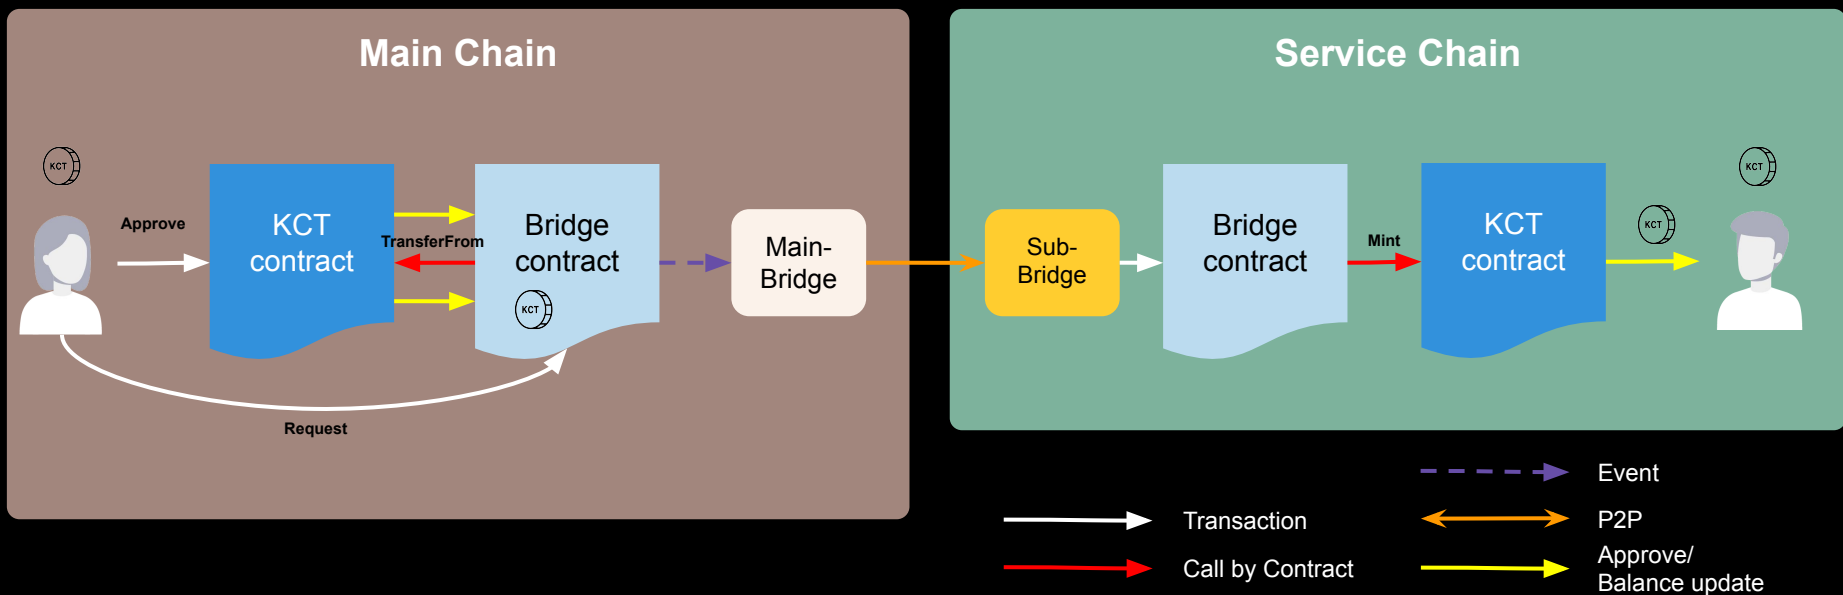 Main Chain
Service Chain
KCT
KCT
Approve
KCT
contract
TransferFrom
Bridge
contract
KCT
Main-
Bridge
Sub-
Bridge
Bridge
contract
Mint
KCT
contract
KCT
Request
Event
Transaction
P2P
Call by Contract
Approve/
Balance update